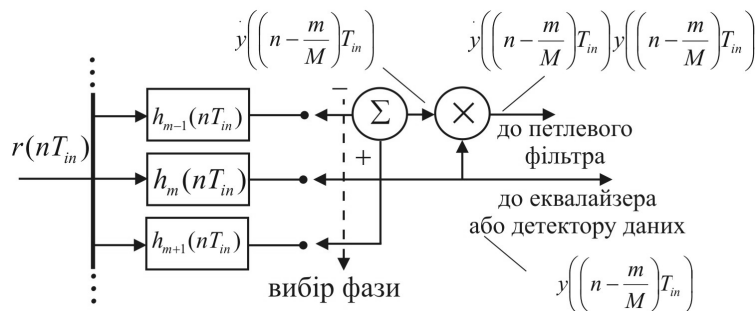 ẏ((n - m/M)T_in)
ẏ((n - m/M)T_in) y((n - m/M)T_in)
r(nT_in)
h_{m-1}(nT_in)
−
Σ
×
до петлевого
фільтра
+
h_m(nT_in)
до еквалайзера
або детектору даних
h_{m+1}(nT_in)
вибір фази
y((n - m/M)T_in)